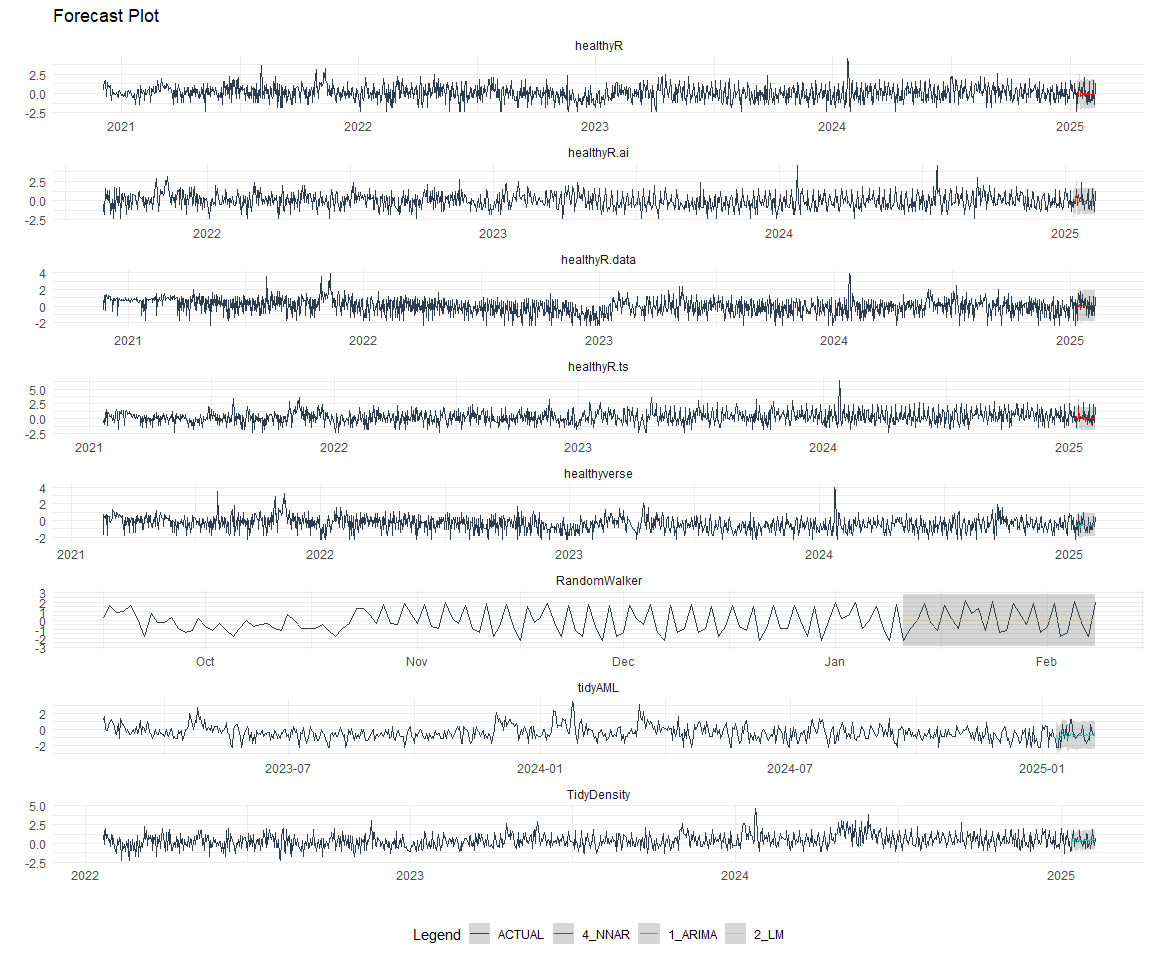 Forecast Plot
healthyR
2.5
0.0
-2.5
2021 2022 2023 2024 2025
healthyR.ai
2.5
0.0
-2.5
2022 2023 2024 2025
healthyR.data
4
2
0
-2
2021 2022 2023 2024 2025
healthyR.ts
5.0
2.5
0.0
-2.5
2021 2022 2023 2024 2025
healthyverse
4
2
0
-2
2021 2022 2023 2024 2025
RandomWalker
3
2
1
0
-1
-2
-3
Oct Nov Dec Jan Feb
tidyAML
2
0
-2
2023-07 2024-01 2024-07 2025-01
TidyDensity
5.0
2.5
0.0
-2.5
2022 2023 2024 2025
Legend ACTUAL 4_NNAR 1_ARIMA 2_LM